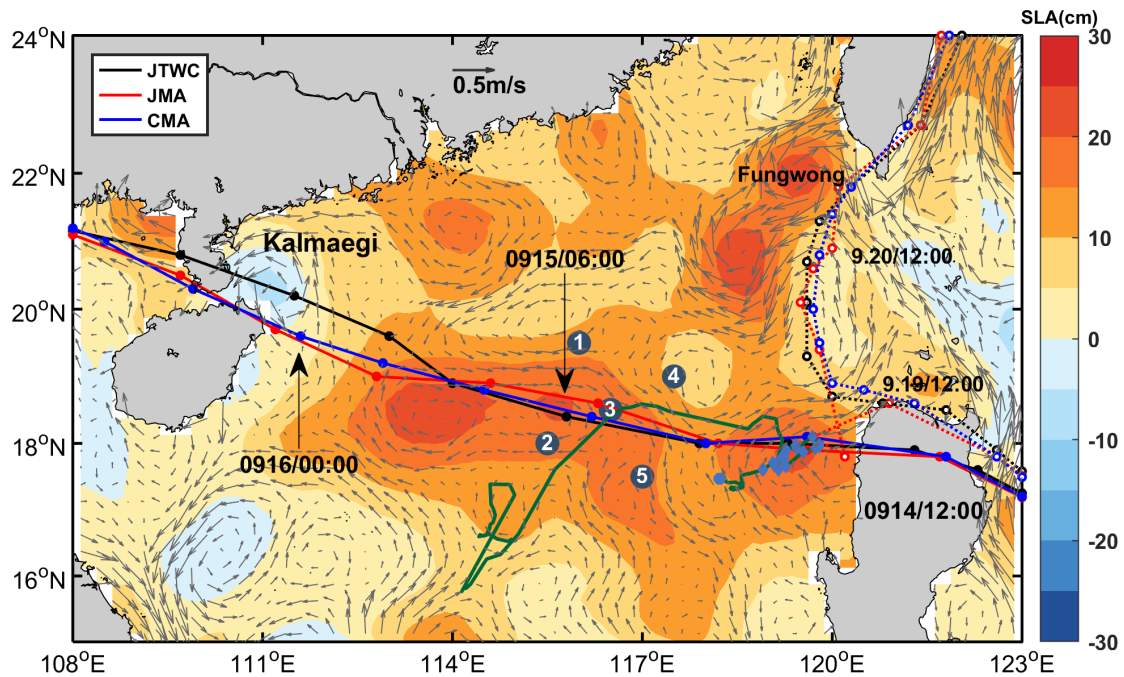 SLA(cm)
24°N
22°N
20°N
18°N
16°N
JTWC
JMA
CMA
0.5m/s
Fungwong
Kalmaegi
0915/06:00
9.20/12:00
1
4
9.19/12:00
3
2
0916/00:00
5
0914/12:00
108°E
111°E
114°E
117°E
120°E
123°E
30
20
10
0
-10
-20
-30